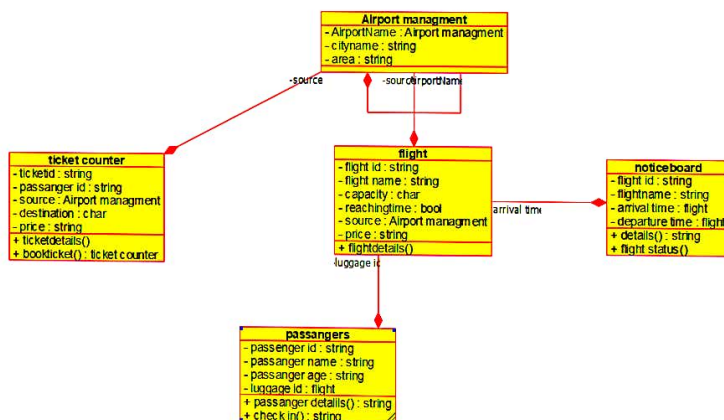 Airport managment
- AirportName : Airport managment
- cityname : string
- area : string
-source
-source
airportName
ticket counter
- ticketid : string
- passanger id : string
- source : Airport managment
- destination : char
- price : string
+ ticketdetails()
+ bookticket() : ticket counter
flight
- flight id : string
- flight name : string
- capacity : char
- reachingtime : bool
- source : Airport managment
- price : string
+ flightdetails()
noticeboard
- flight id : string
- flightname : string
- arrival time : flight
- departure time : flight
+ details() : string
+ flight status()
arrival time
-luggage id
passangers
- passenger id : string
- passanger name : string
- passanger age : string
- luggage id : flight
+ passanger details() : string
+ check in() : string